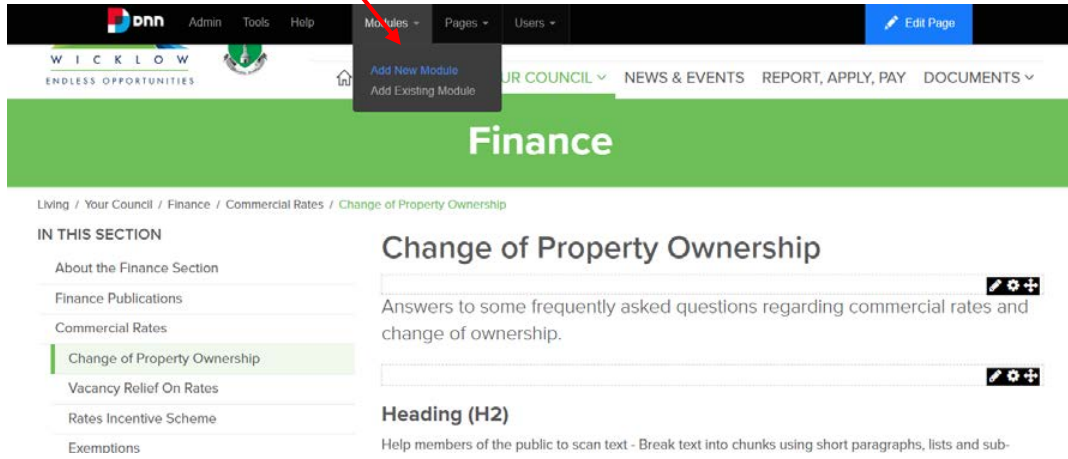 DNN Admin Tools Help Modules Pages Users Edit Page
WICKLOW
ENDLESS OPPORTUNITIES
UR COUNCIL NEWS & EVENTS REPORT, APPLY, PAY DOCUMENTS
Add New Module
Add Existing Module
Finance
Living / Your Council / Finance / Commercial Rates / Change of Property Ownership
IN THIS SECTION
About the Finance Section
Finance Publications
Commercial Rates
Change of Property Ownership
Vacancy Relief On Rates
Rates Incentive Scheme
Exemptions
Change of Property Ownership
Answers to some frequently asked questions regarding commercial rates and
change of ownership.
Heading (H2)
Help members of the public to scan text - Break text into chunks using short paragraphs, lists and sub-